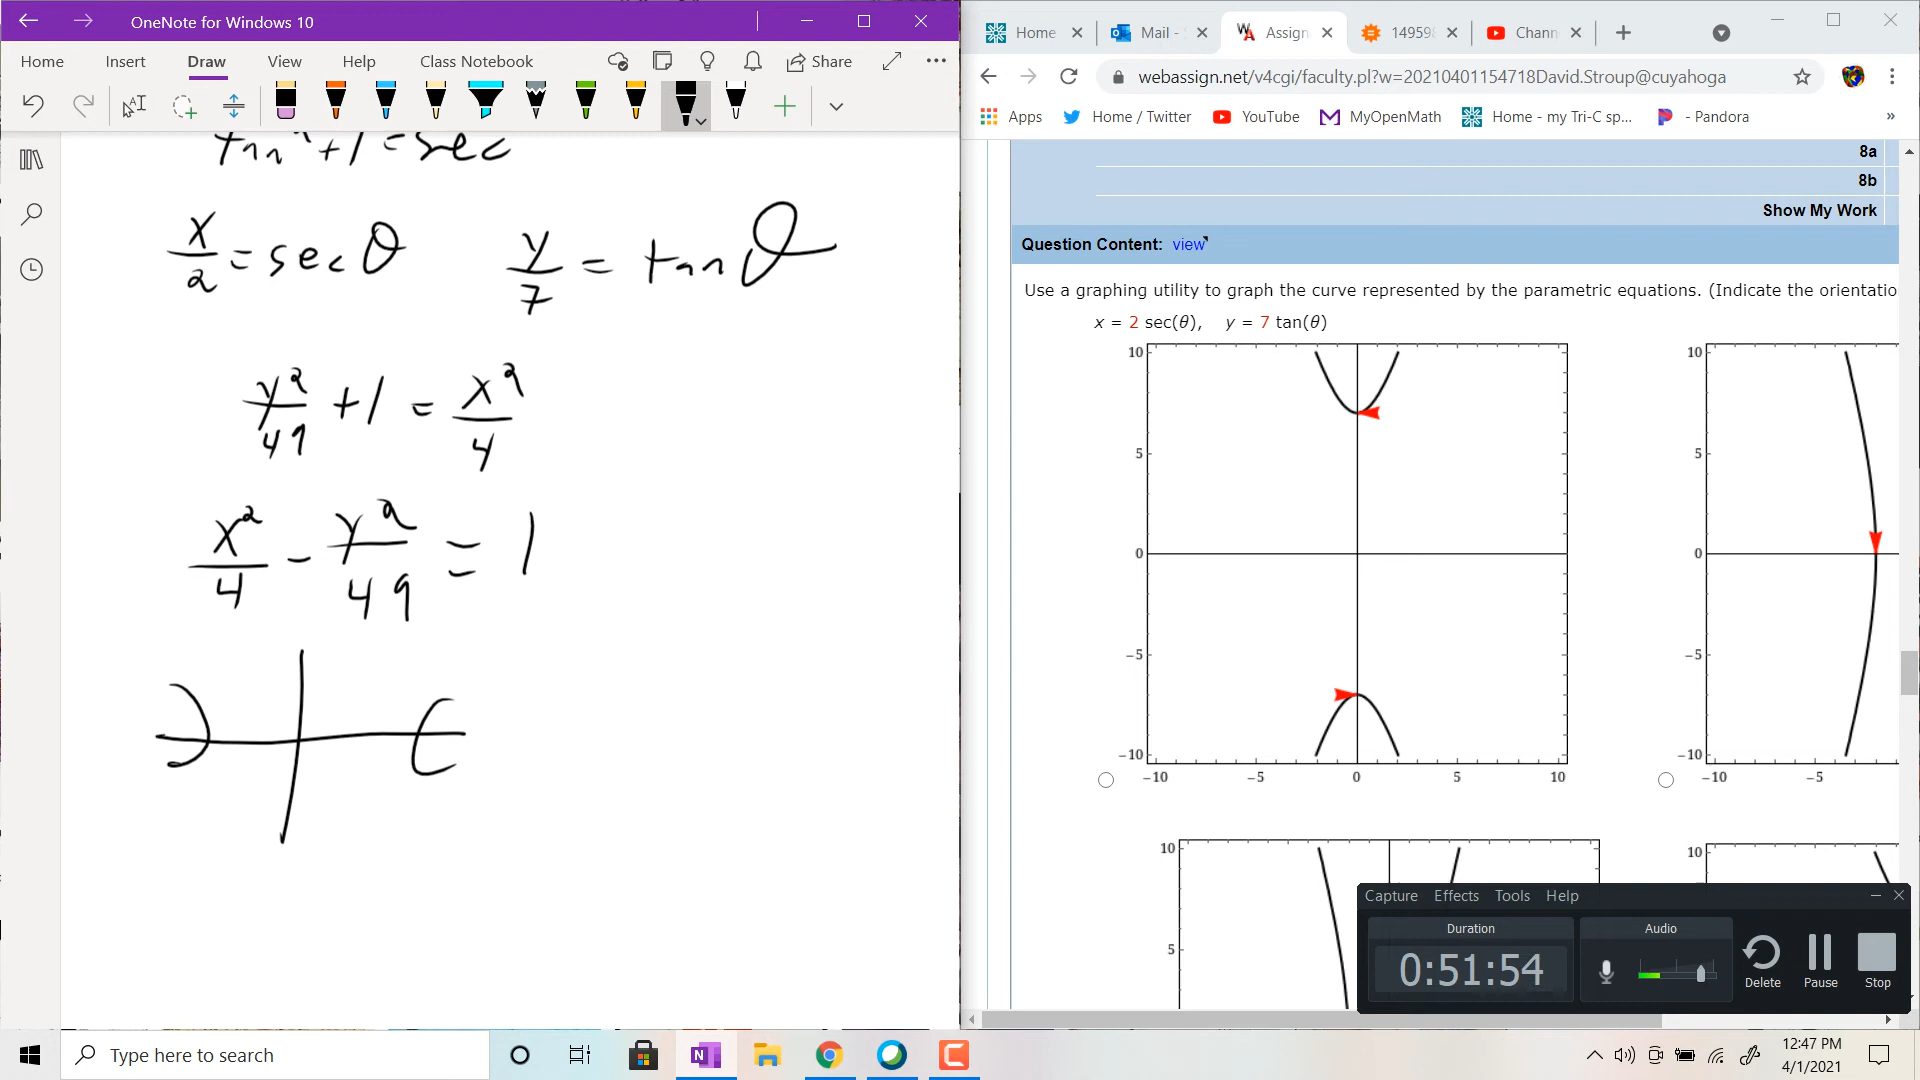 OneNote for Windows 10
Home Insert Draw View Help Class Notebook Share
tan² + 1 = sec
x/2 = sec θ y/7 = tan θ
y²/49 + 1 = x²/4
x²/4 - y²/49 = 1
Type here to search
Home Mail - Assign 14959 Chann
webassign.net/v4cgi/faculty.pl?w=20210401154718David.Stroup@cuyahoga
Apps Home / Twitter YouTube MyOpenMath Home - my Tri-C sp... - Pandora »
8a
8b
Show My Work
Question Content: view
Use a graphing utility to graph the curve represented by the parametric equations. (Indicate the orientatio
x = 2 sec(θ), y = 7 tan(θ)
10
5
0
-5
-10
-10 -5 0 5 10
10
5
0
-5
-10
-10 -5
10
5
10
Capture Effects Tools Help
Duration Audio
0:51:54
Delete Pause Stop
12:47 PM
4/1/2021